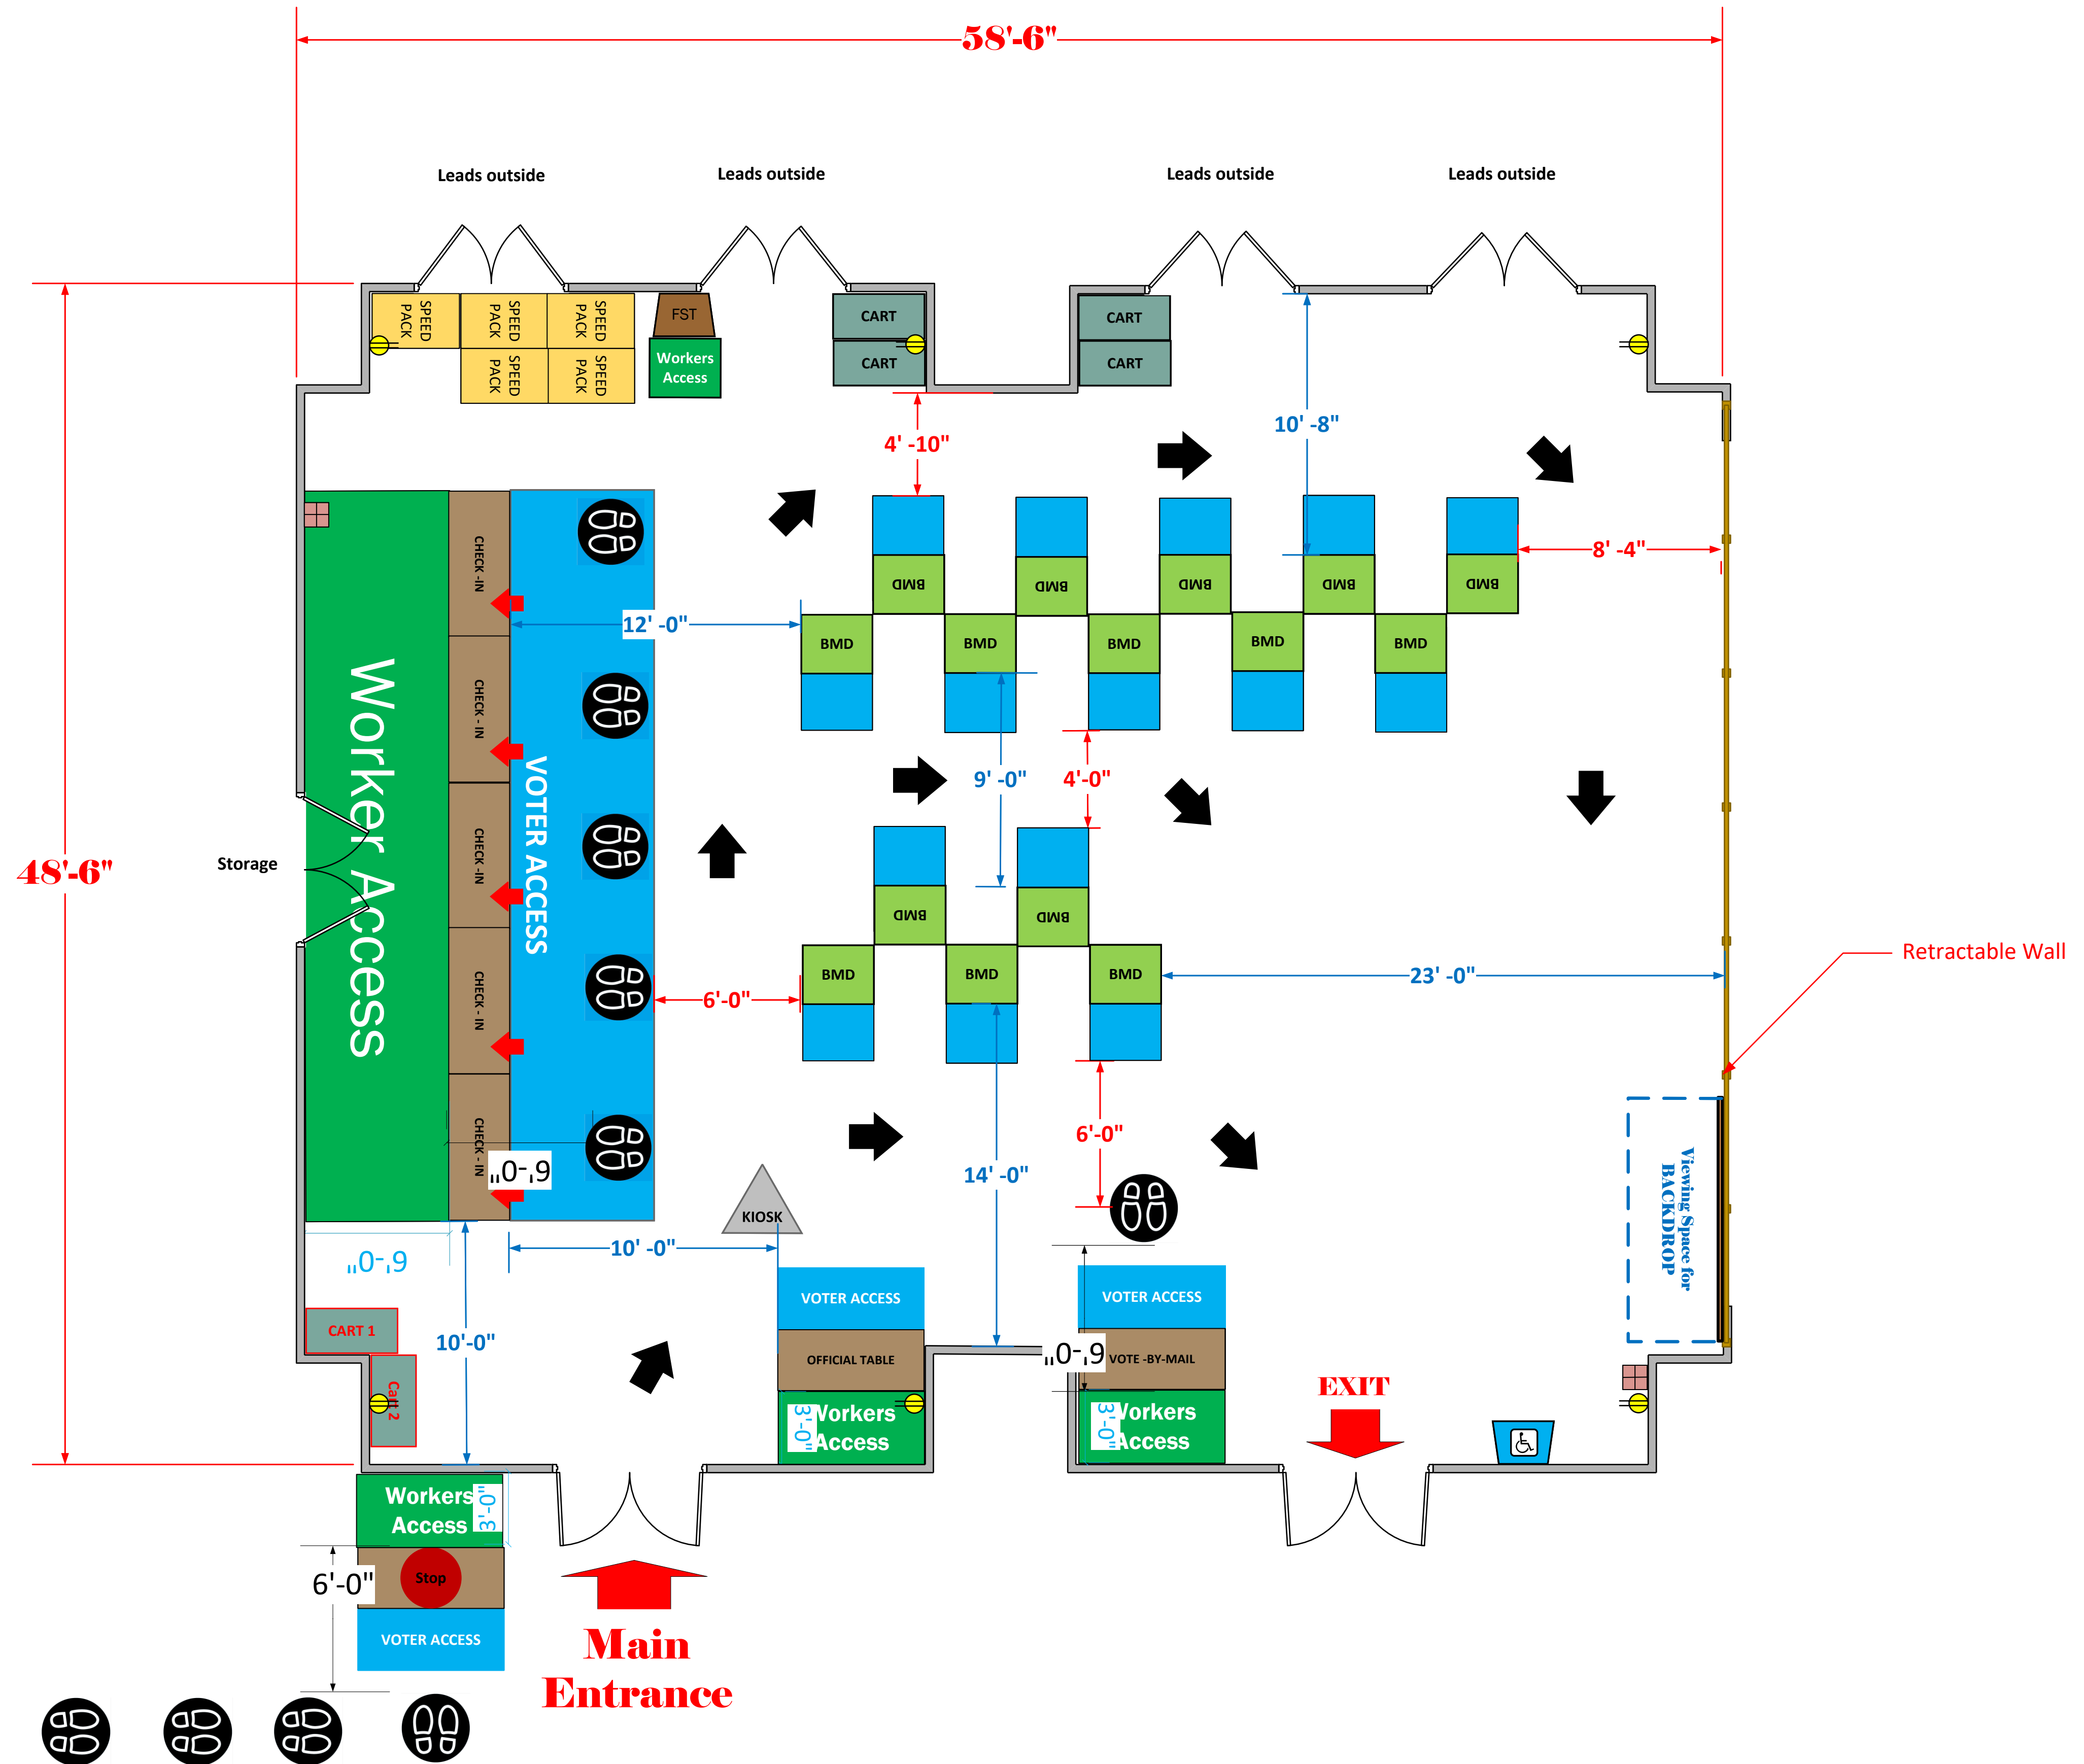 58'-6"
Leads outside
Leads outside
Leads outside
Leads outside
SPEED
PACK
SPEED
PACK
SPEED
PACK
FST
CART
CART
SPEED
PACK
SPEED
PACK
Workers
Access
CART
CART
4' -10"
10' -8"
CHECK -IN
8' -4"
BMD
BMD
BMD
BMD
BMD
12' -0"
BMD
BMD
BMD
BMD
BMD
CHECK - IN
Worker Access
VOTER ACCESS
9' -0"
4'-0"
48'-6"
Storage
CHECK -IN
BMD
BMD
Retractable Wall
BMD
BMD
BMD
23' -0"
6'-0"
CHECK - IN
CHECK - IN
6'-0"
6'-0"
14' -0"
Viewing Space for
BACKDROP
KIOSK
10' -0"
6'-0"
VOTER ACCESS
VOTER ACCESS
CART 1
10'-0"
OFFICIAL TABLE
6'-0"
VOTE -BY-MAIL
Cart 2
EXIT
3'-0"
Workers
Access
3'-0"
Workers
Access
Workers
Access
3'-0"
6'-0"
Stop
VOTER ACCESS
Main
Entrance